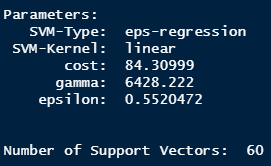 Parameters:
SVM-Type: eps-regression
SVM-Kernel: linear
cost: 84.30999
gamma: 6428.222
epsilon: 0.5520472
Number of Support Vectors: 60